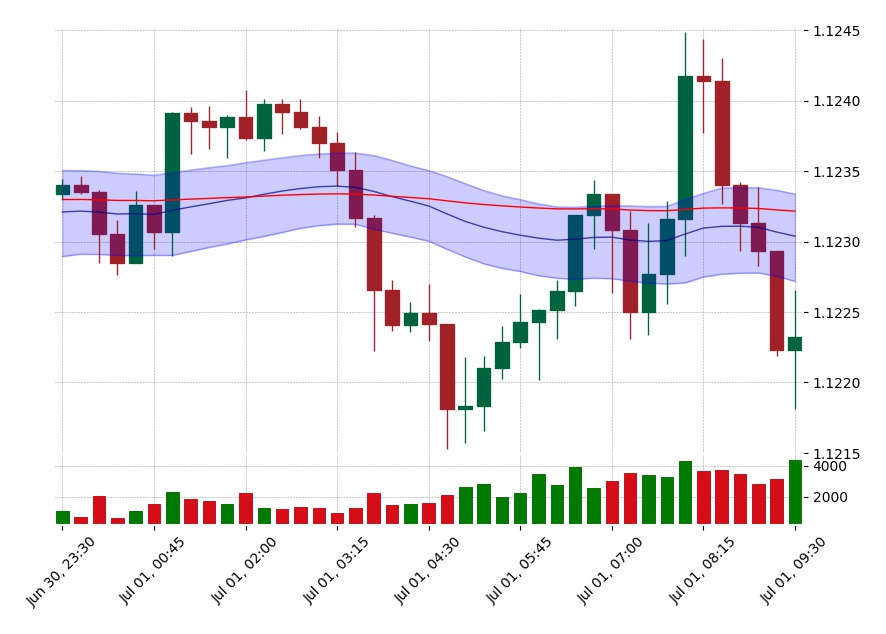 1.1245
1.1240
1.1235
1.1230
1.1225
1.1220
1.1215
4000
2000
Jun 30, 23:30
Jul 01, 00:45
Jul 01, 02:00
Jul 01, 03:15
Jul 01, 04:30
Jul 01, 05:45
Jul 01, 07:00
Jul 01, 08:15
Jul 01, 09:30